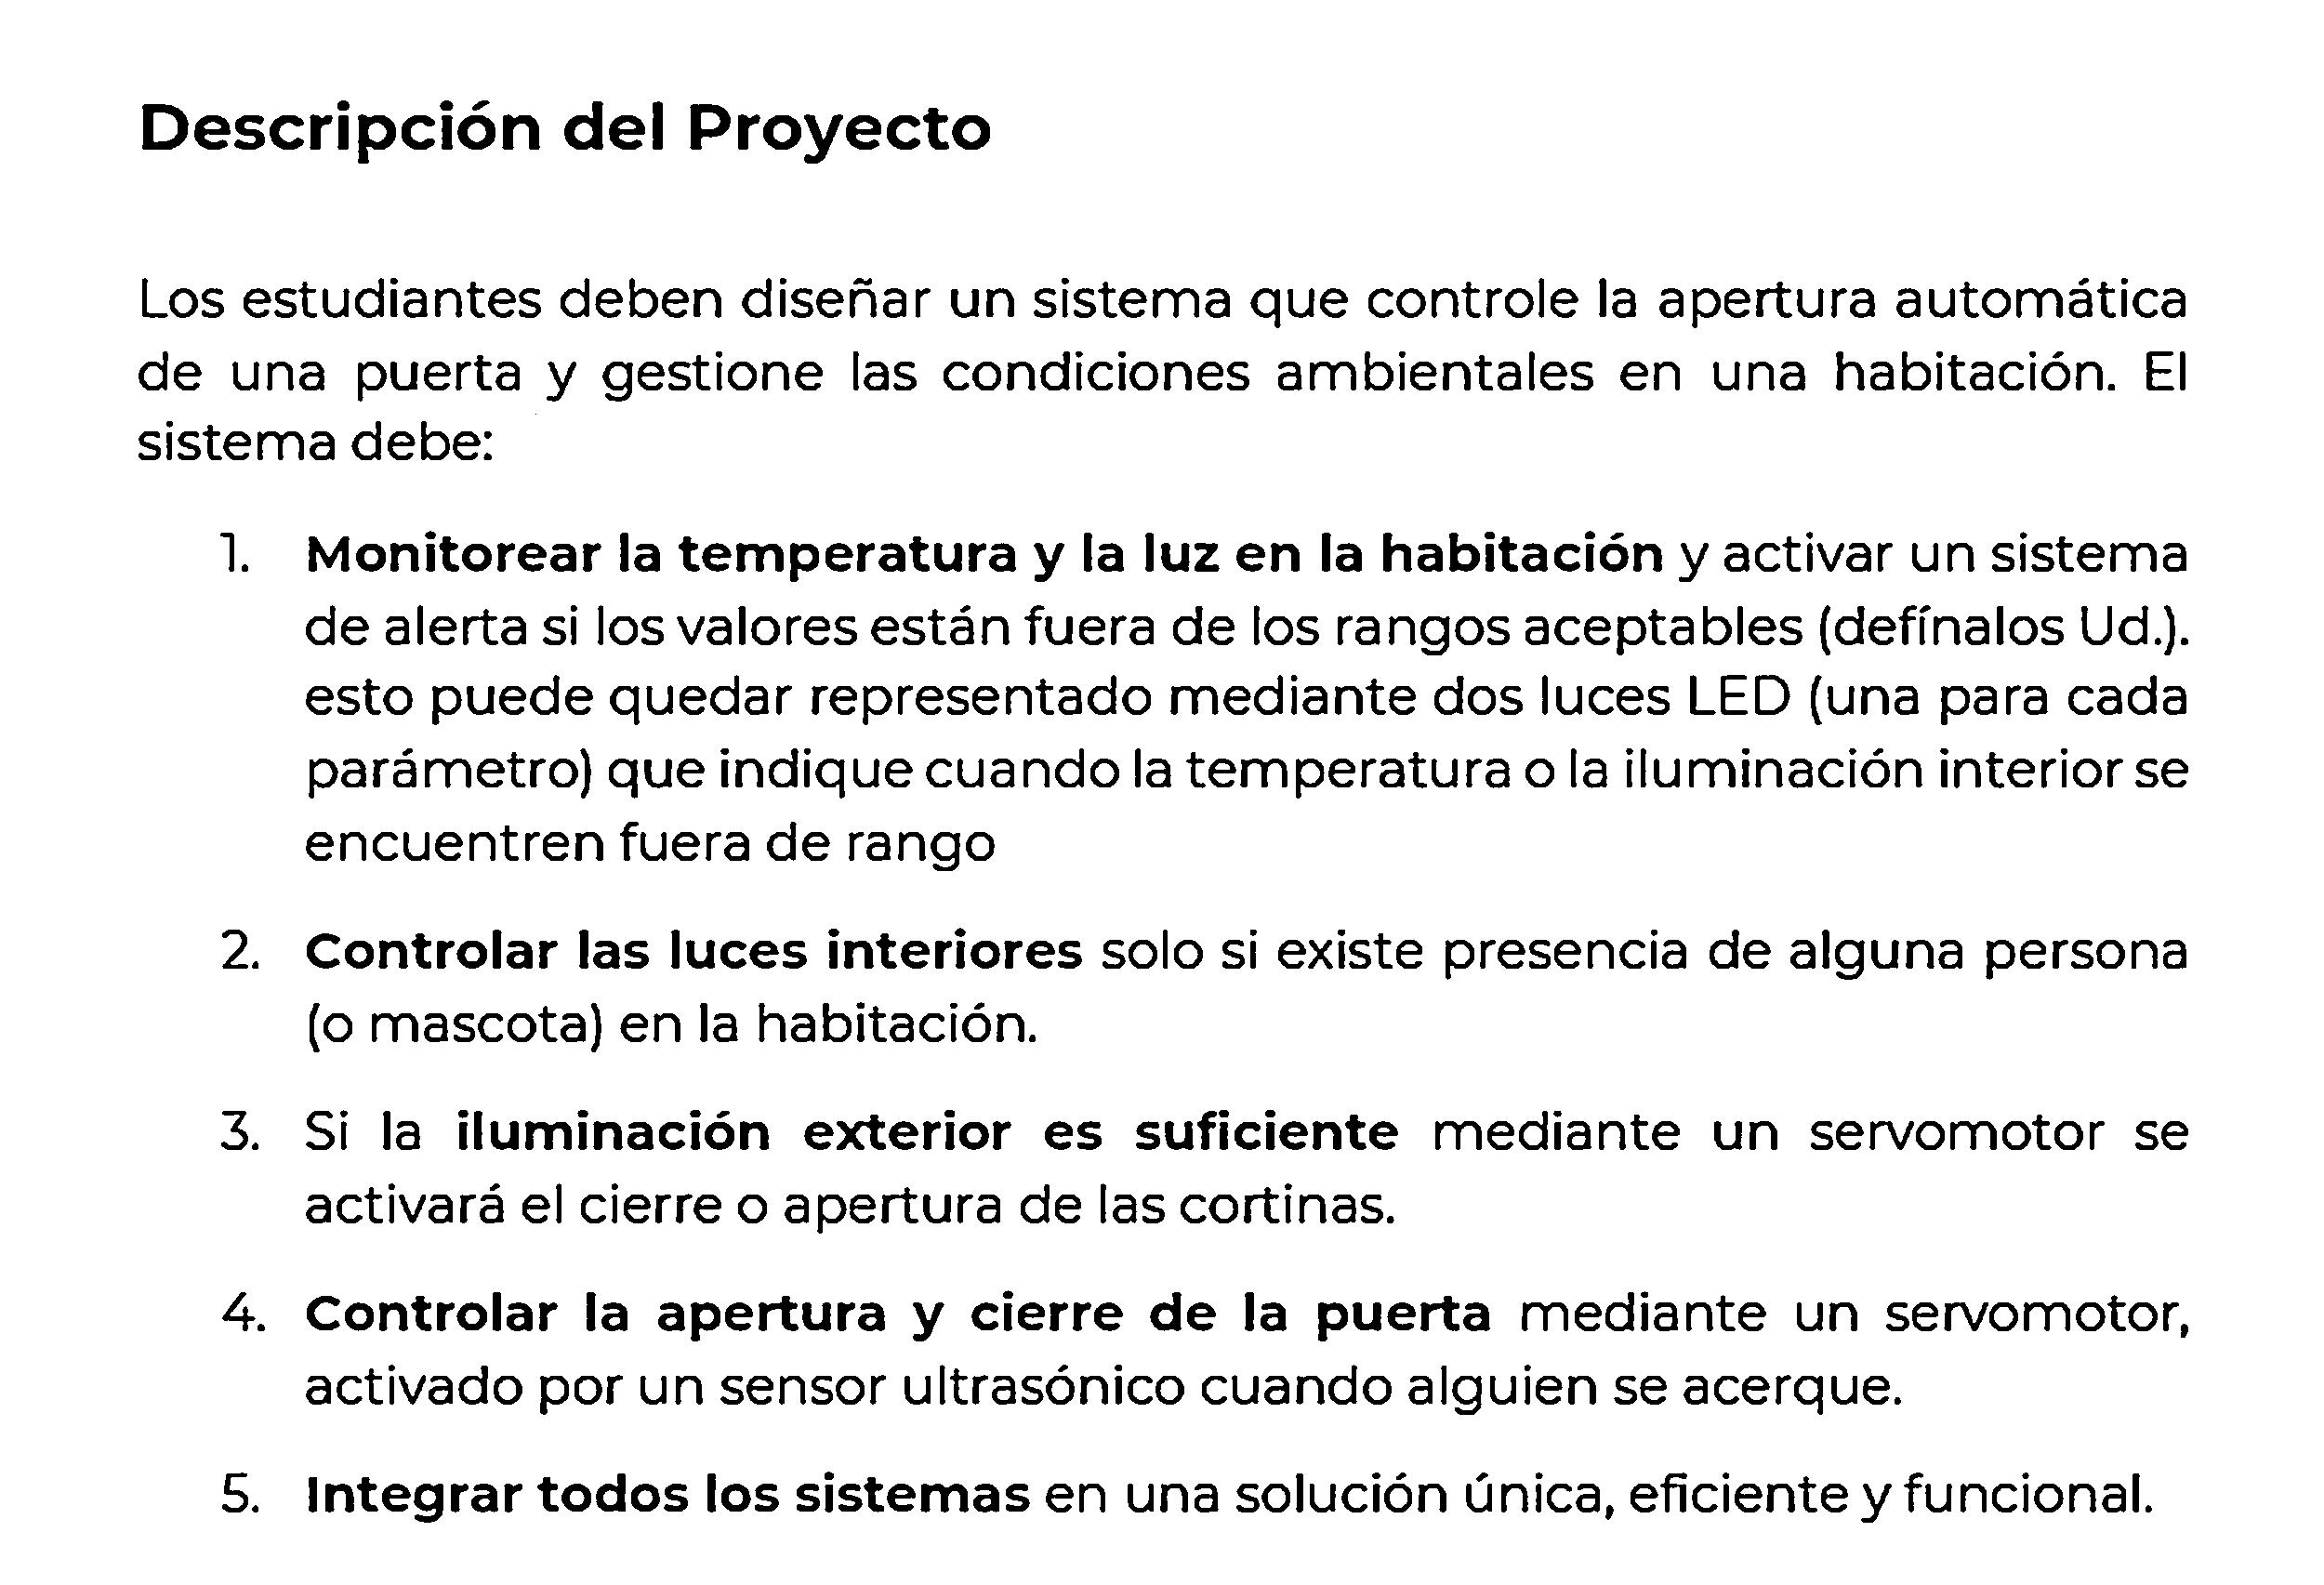 Descripción del Proyecto
Los estudiantes deben diseñar un sistema que controle la apertura automática
de una puerta y gestione las condiciones ambientales en una habitación. El
sistema debe:
1. Monitorear la temperatura y la luz en la habitación y activar un sistema
de alerta si los valores están fuera de los rangos aceptables (defínalos Ud.).
esto puede quedar representado mediante dos luces LED (una para cada
parámetro) que indique cuando la temperatura o la iluminación interior se
encuentren fuera de rango
2. Controlar las luces interiores solo si existe presencia de alguna persona
(o mascota) en la habitación.
3. Si la iluminación exterior es suficiente mediante un servomotor se
activará el cierre o apertura de las cortinas.
4. Controlar la apertura y cierre de la puerta mediante un servomotor,
activado por un sensor ultrasónico cuando alguien se acerque.
5. Integrar todos los sistemas en una solución única, eficiente y funcional.